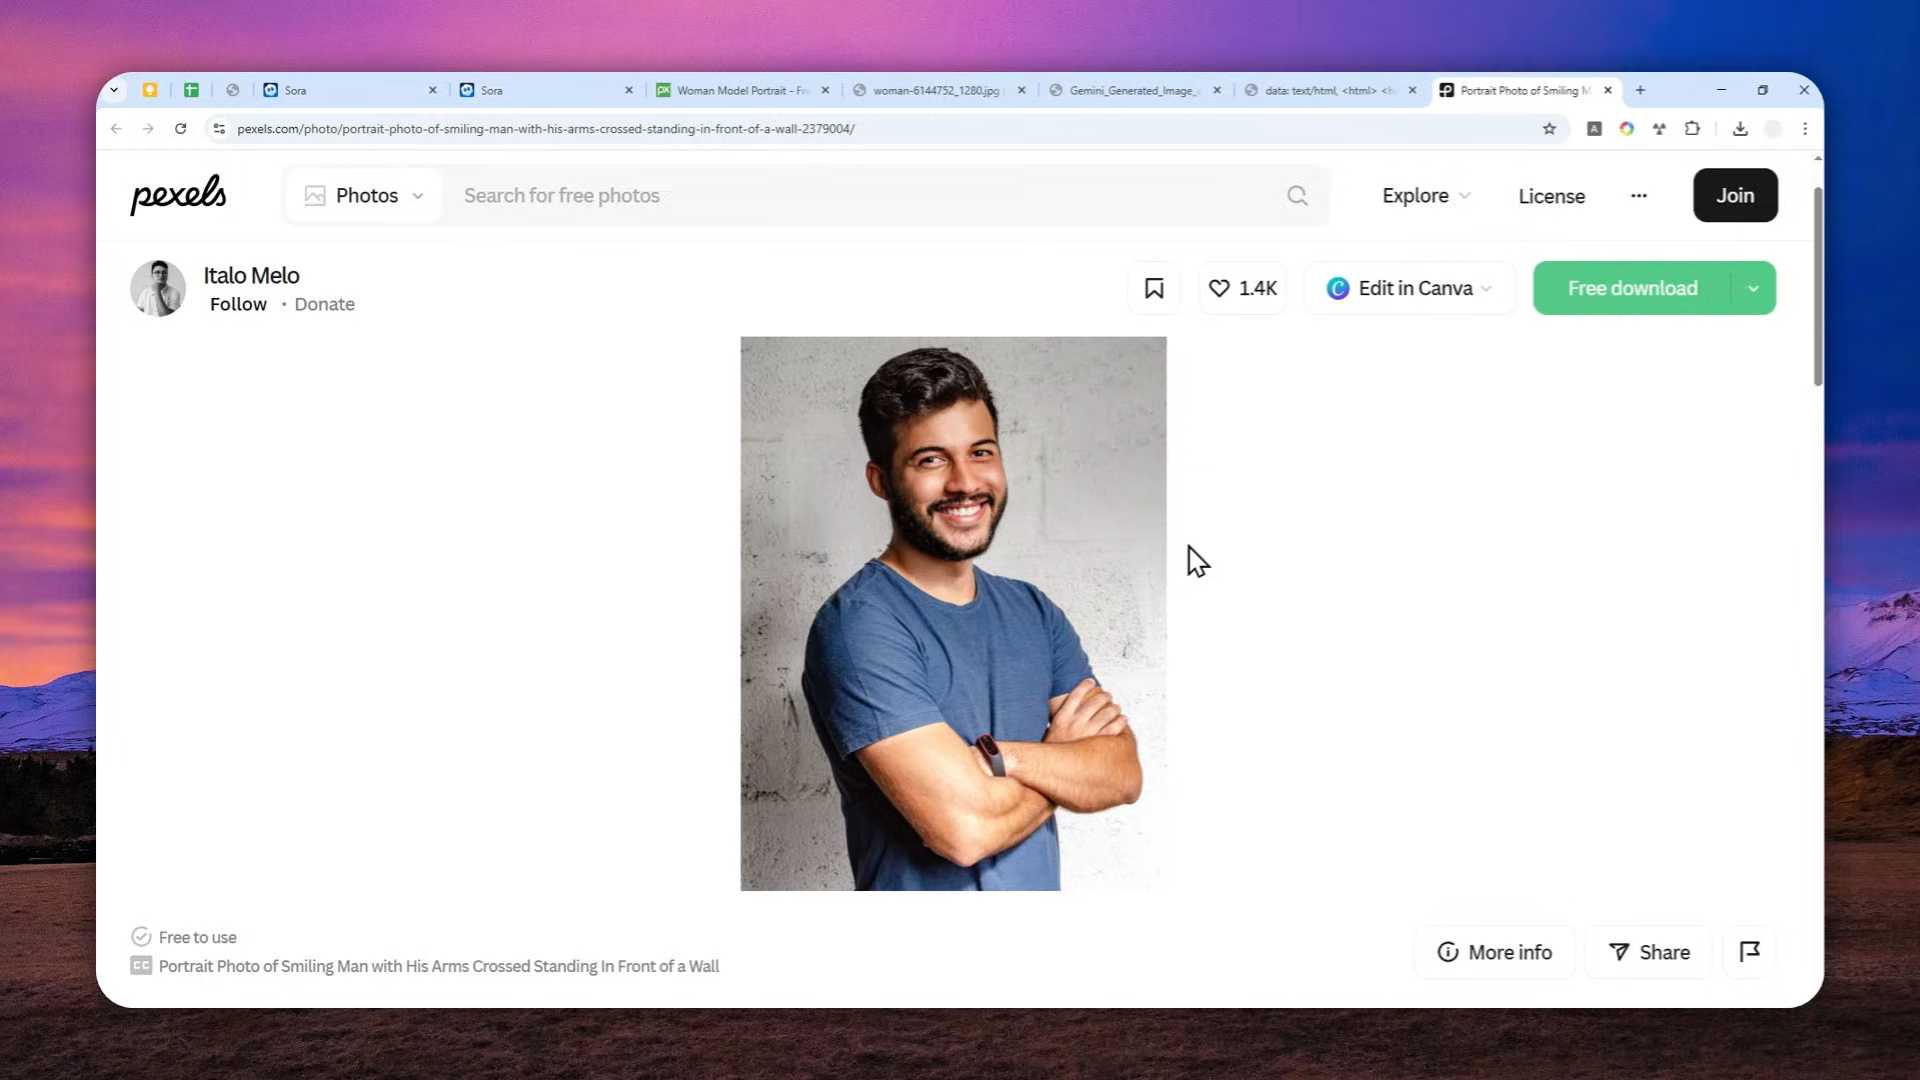 Sora
Sora
Woman Model Portrait - Fr
woman-6144752_1280.jpg
Gemini_Generated_Image_
data: text/html, <html> <h
Portrait Photo of Smiling M
pexels.com/photo/portrait-photo-of-smiling-man-with-his-arms-crossed-standing-in-front-of-a-wall-2379004/
pexels
Photos
Search for free photos
Explore
License
Join
Italo Melo
Follow • Donate
1.4K
Edit in Canva
Free download
Free to use
CC Portrait Photo of Smiling Man with His Arms Crossed Standing In Front of a Wall
More info
Share